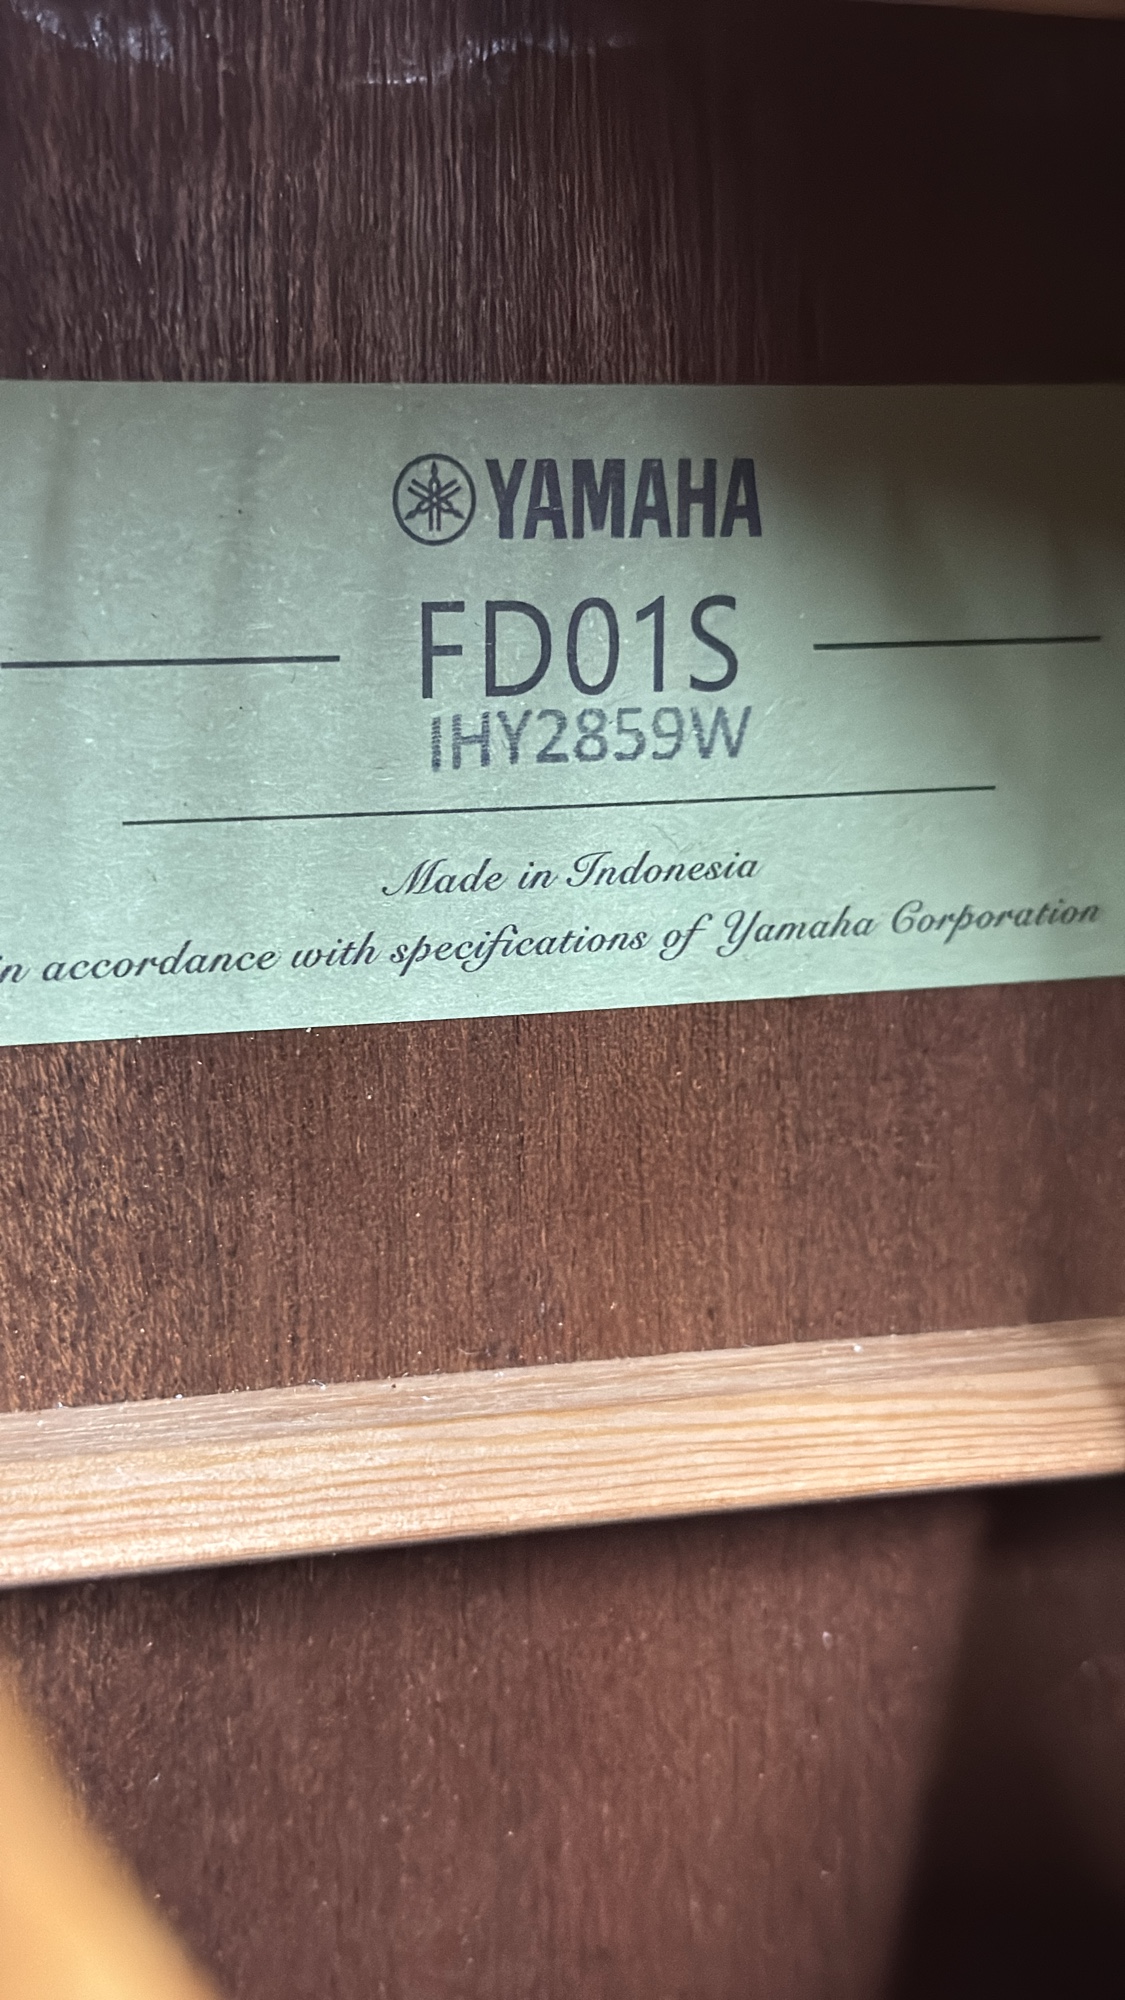 YAMAHA
FD01S
IHY2859W
Made in Indonesia
in accordance with specifications of Yamaha Corporation